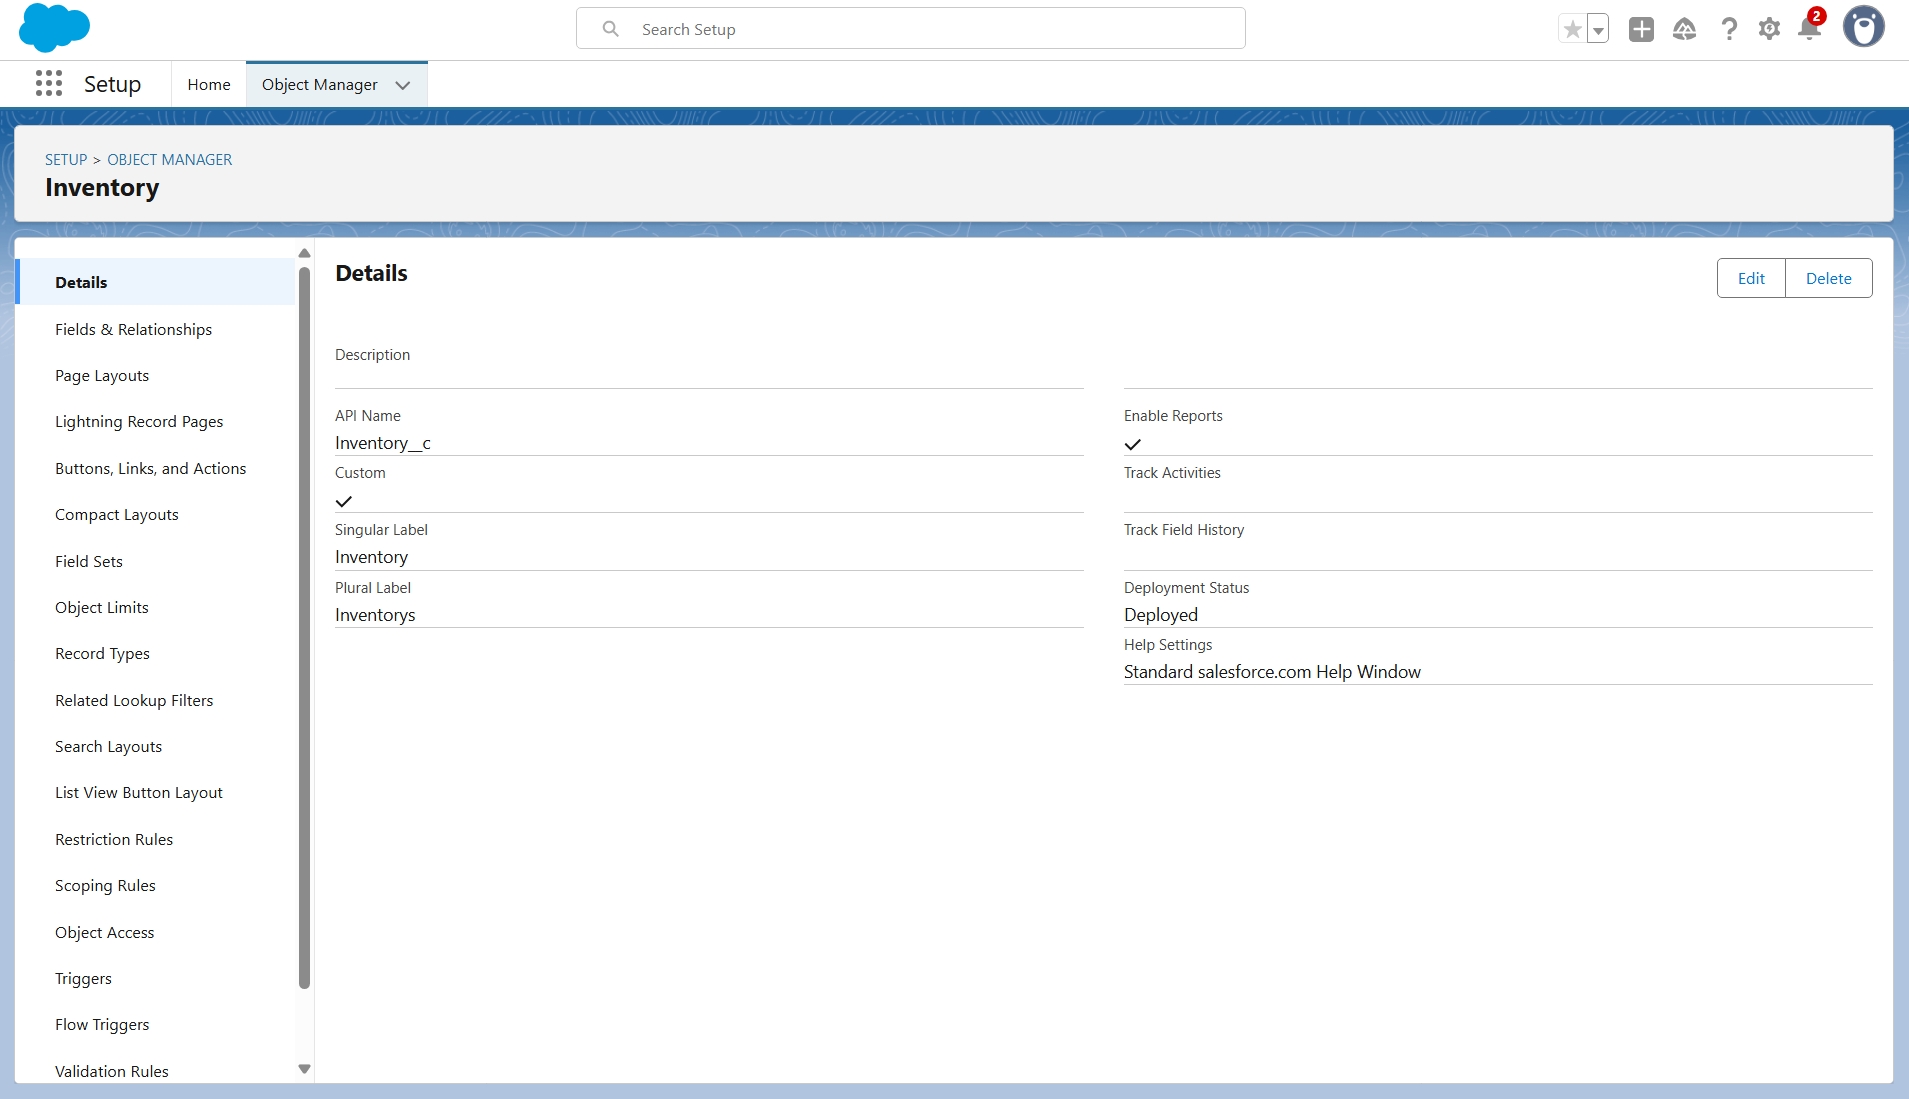 Search Setup
2
Setup
Home
Object Manager
SETUP > OBJECT MANAGER
Inventory
Details
Fields & Relationships
Page Layouts
Lightning Record Pages
Buttons, Links, and Actions
Compact Layouts
Field Sets
Object Limits
Record Types
Related Lookup Filters
Search Layouts
List View Button Layout
Restriction Rules
Scoping Rules
Object Access
Triggers
Flow Triggers
Validation Rules
Details
Edit
Delete
Description
API Name
Inventory__c
Custom
Singular Label
Inventory
Plural Label
Inventorys
Enable Reports
Track Activities
Track Field History
Deployment Status
Deployed
Help Settings
Standard salesforce.com Help Window